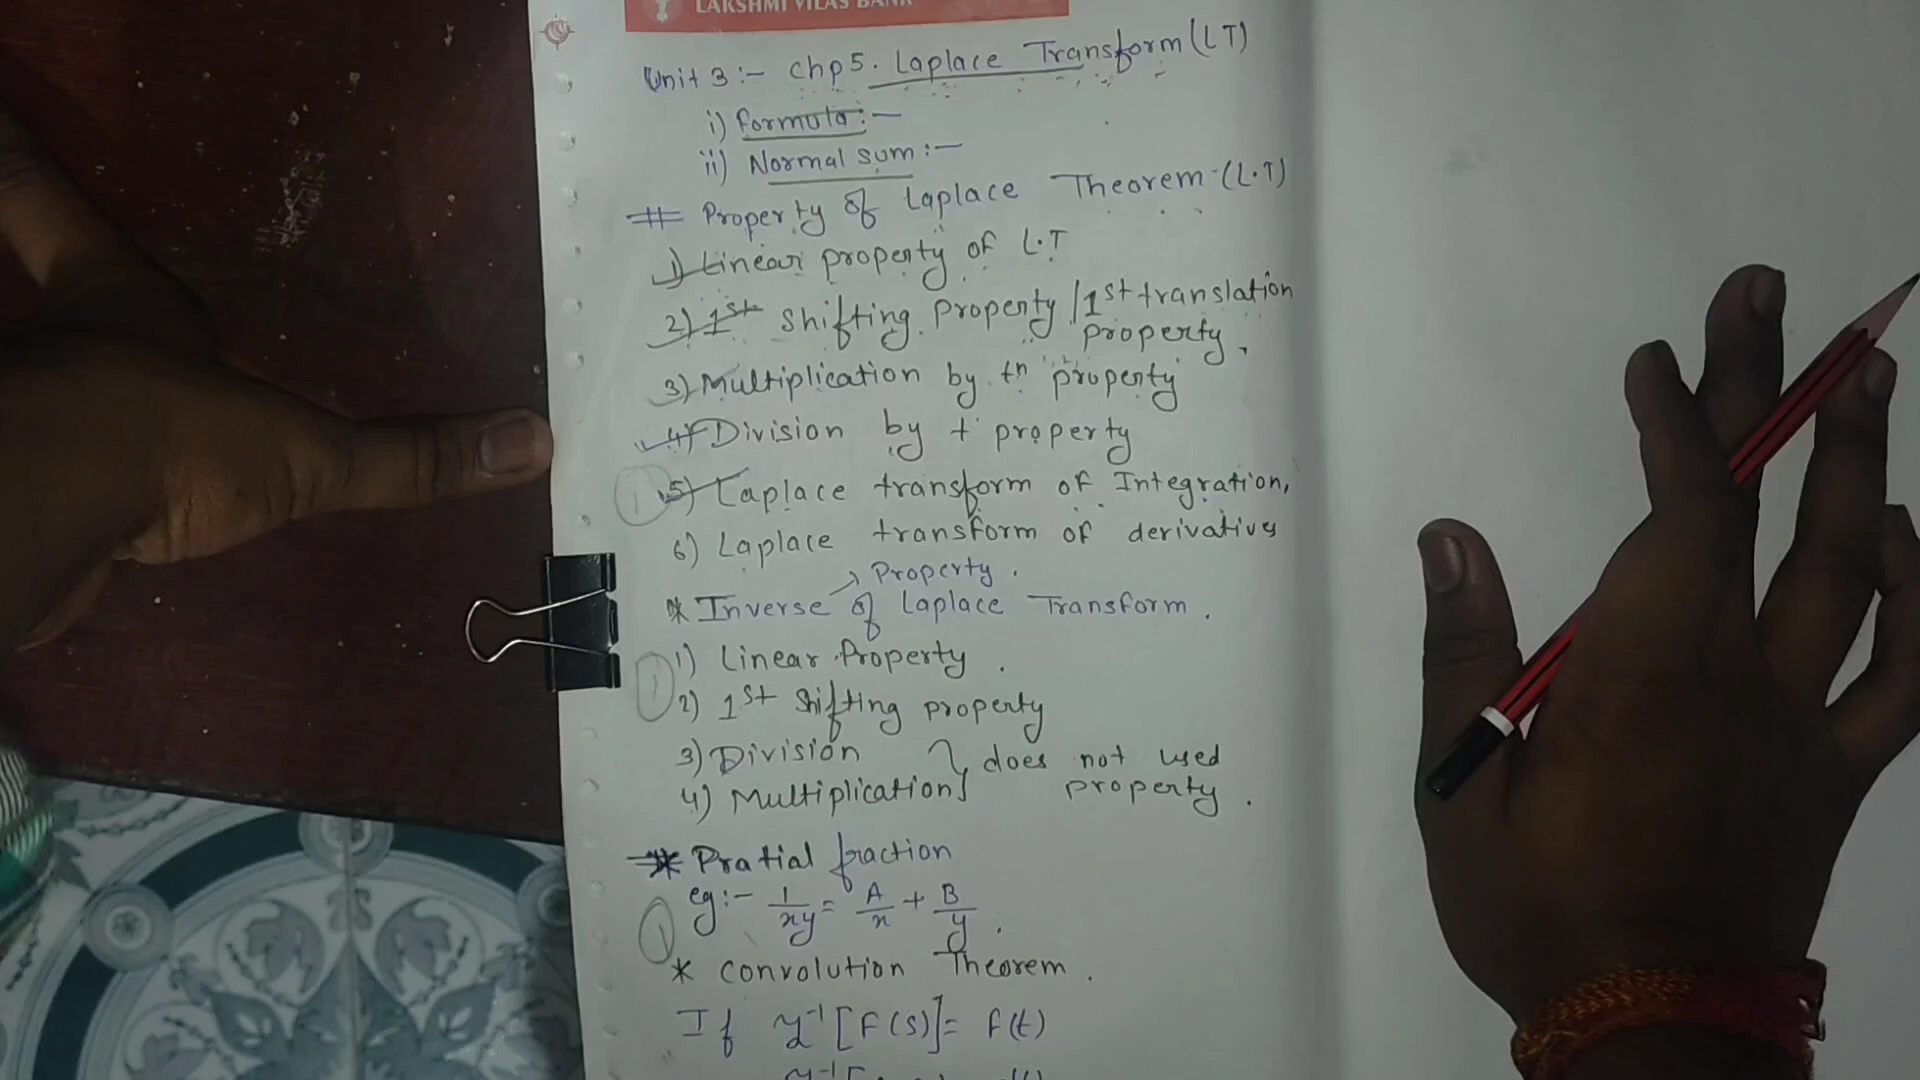 LAKSHMI VILAS BANK
Unit 3 :- Chp 5. Laplace Transform (LT)
i) formula :-
ii) Normal sum :-
# Property of Laplace Theorem (L.T)
1) Linear property of L.T
2) 1st Shifting property / 1st translation
property.
3) Multiplication by tn property
4) Division by t property
1 5) Laplace transform of Integration,
6) Laplace transform of derivatives
→ Property.
* Inverse of Laplace Transform.
1) Linear Property.
1 2) 1st Shifting property
3) Division } does not used
4) Multiplication } property.
* Pratial fraction
eg:- 1/xy = A/x + B/y.
1
* Convolution Theorem.
If L-1 [F(s)] = f(t)